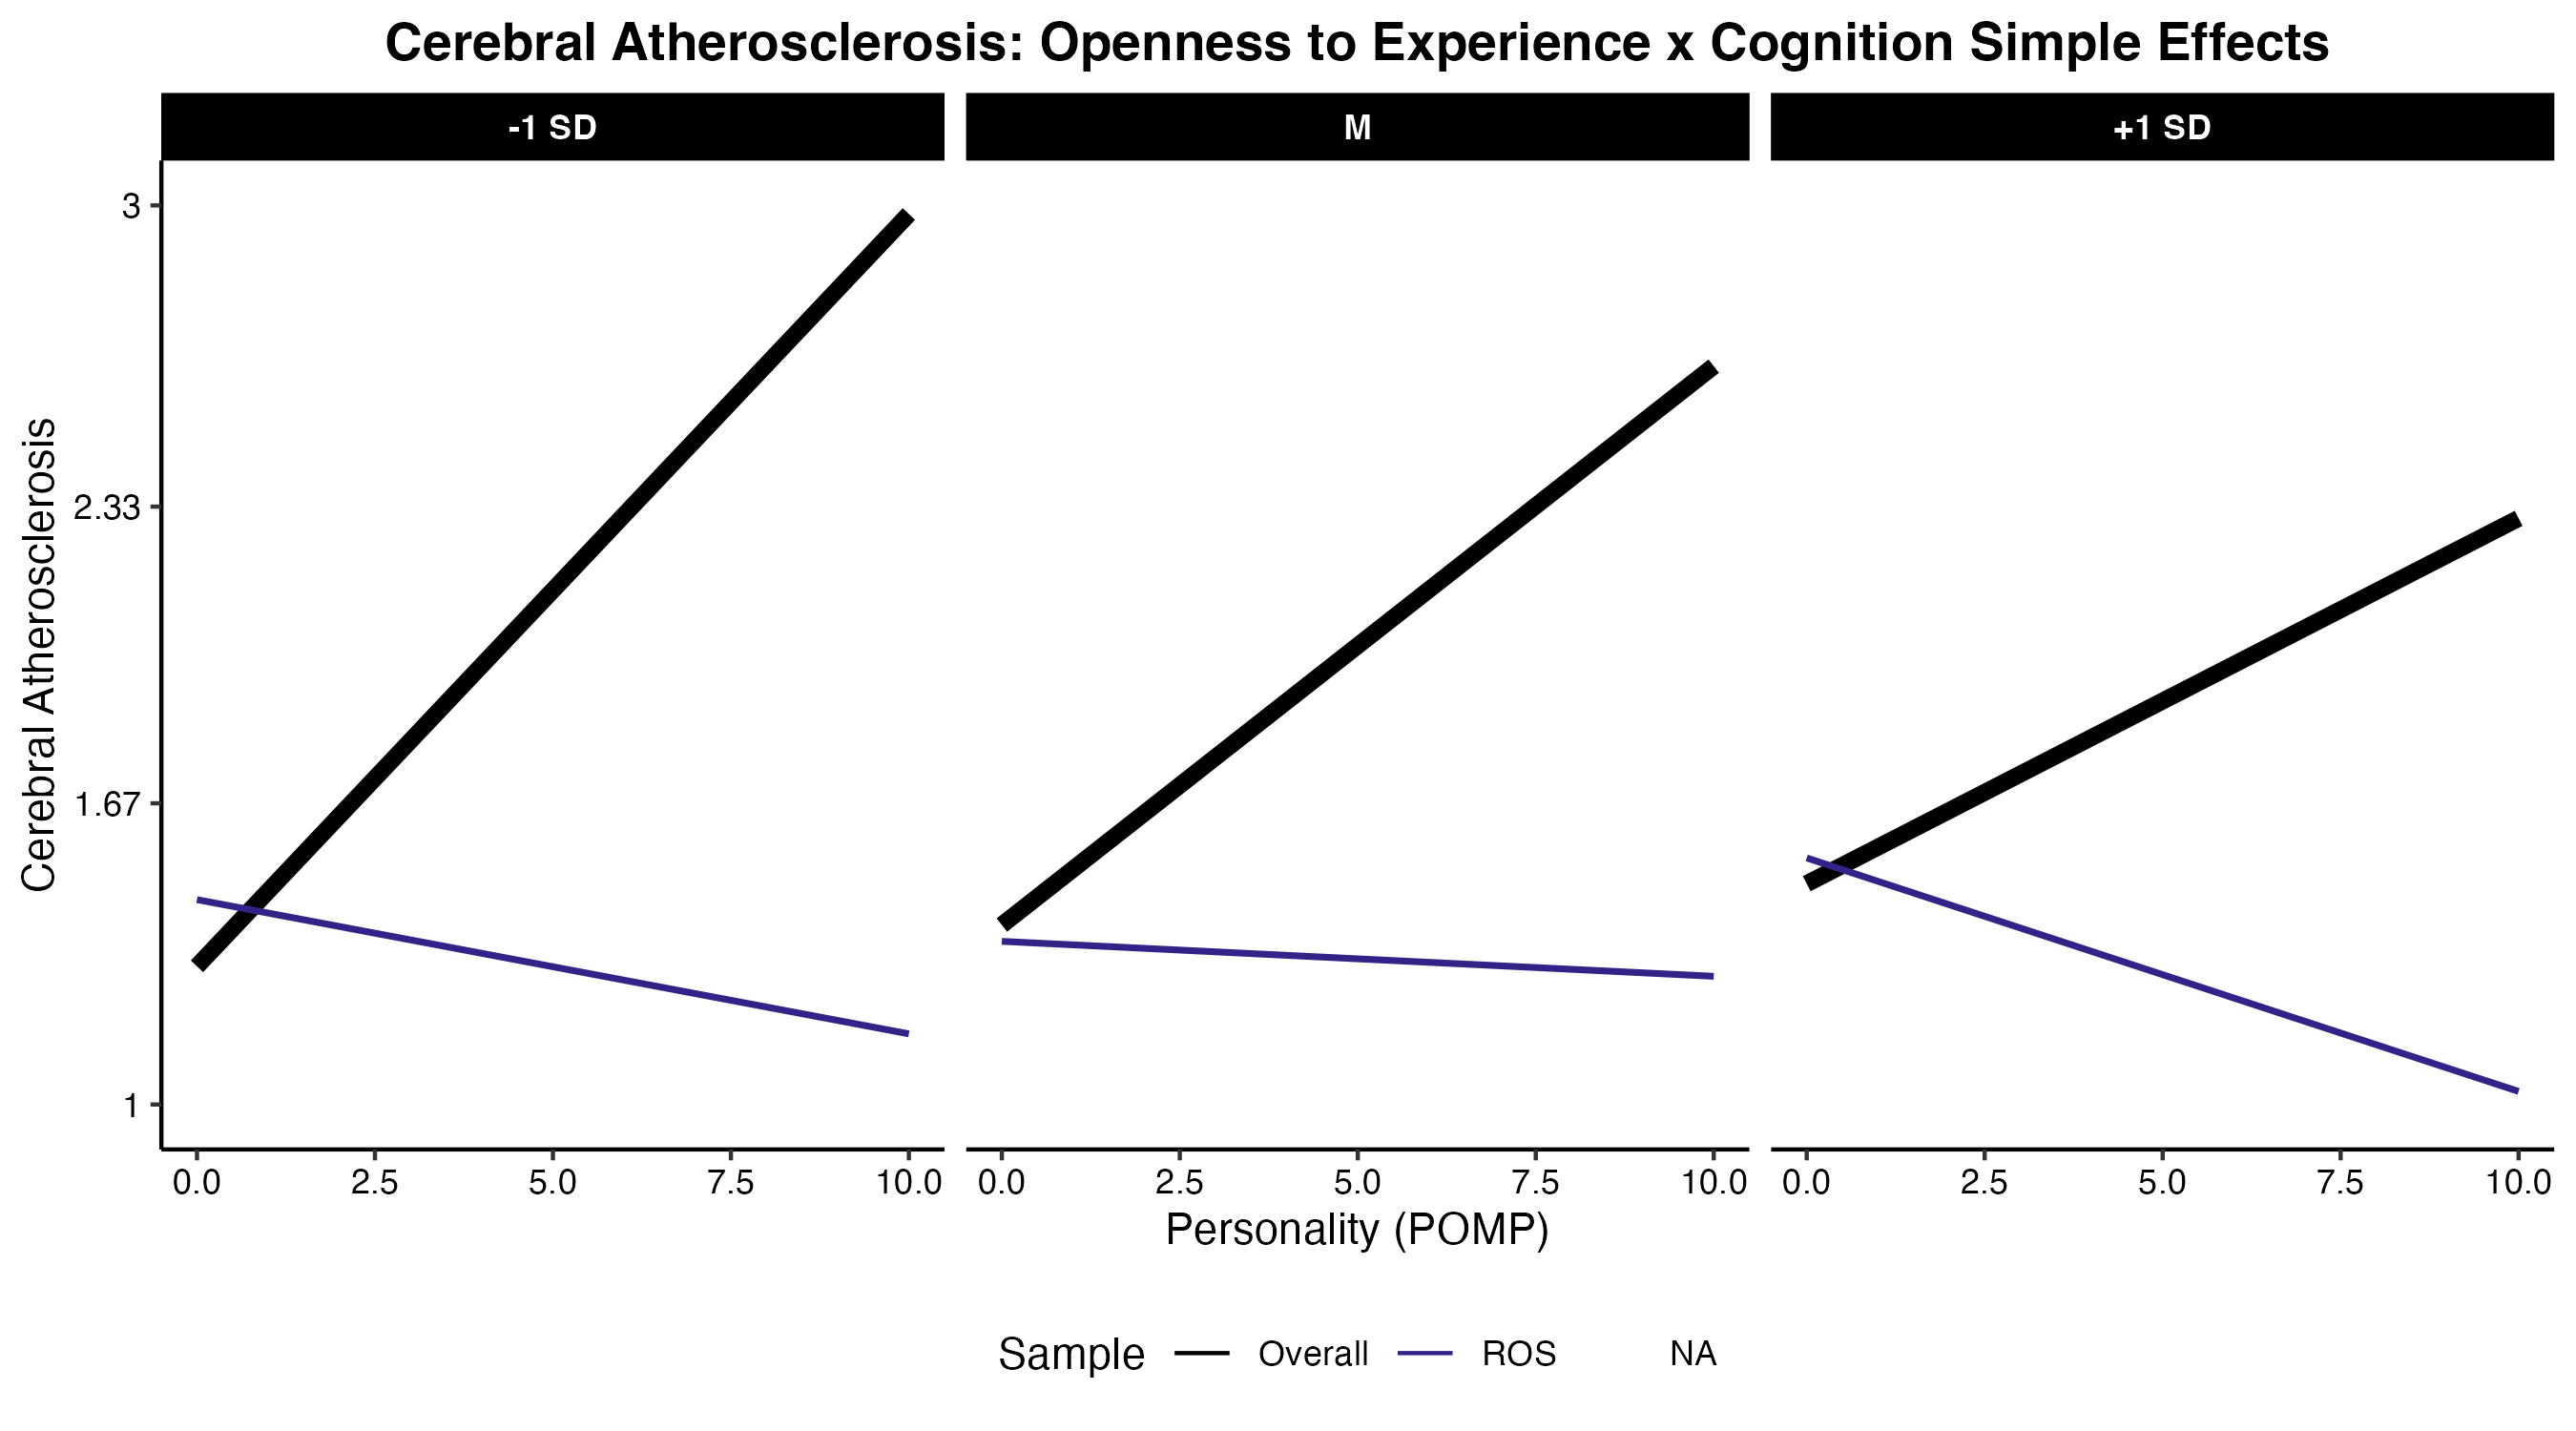 Cerebral Atherosclerosis: Openness to Experience x Cognition Simple Effects
-1 SD
M
+1 SD
Cerebral Atherosclerosis
3
2.33
1.67
1
0.0 2.5 5.0 7.5 10.0
0.0 2.5 5.0 7.5 10.0
0.0 2.5 5.0 7.5 10.0
Personality (POMP)
Sample Overall ROS NA